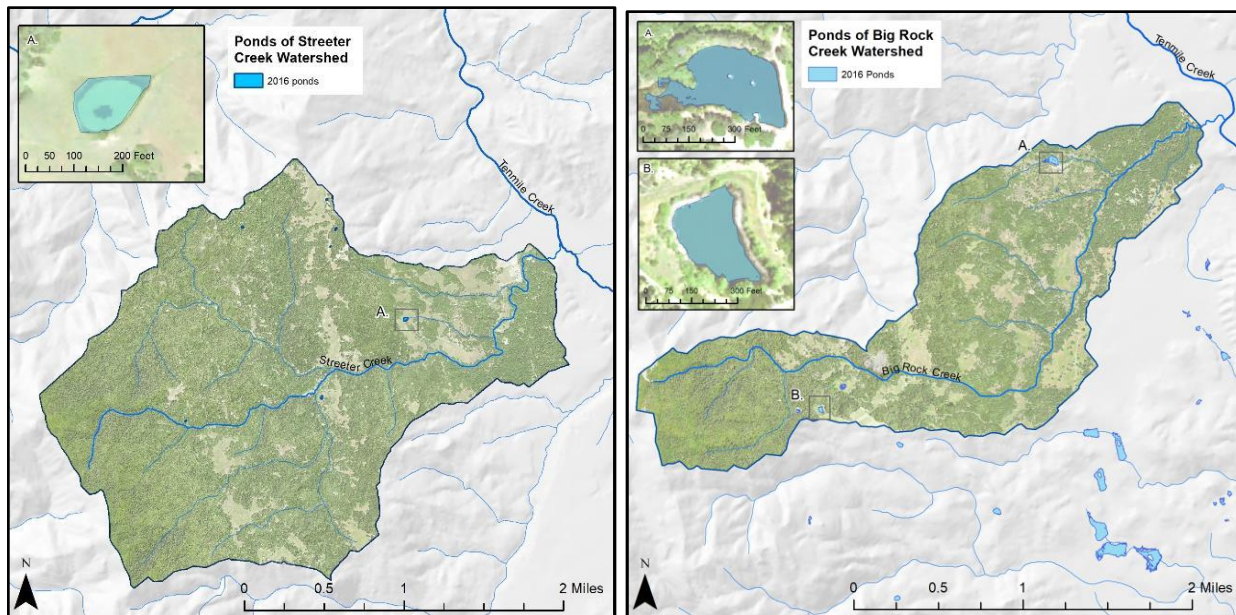 A.
Ponds of Streeter
Creek Watershed
2016 ponds
0 50 100 200 Feet
Tenmile Creek
A.
Streeter Creek
N
0 0.5 1 2 Miles
A.
Ponds of Big Rock
Creek Watershed
2016 Ponds
0 75 150 300 Feet
B.
0 75 150 300 Feet
Tenmile Creek
A.
Big Rock Creek
B.
N
0 0.5 1 2 Miles